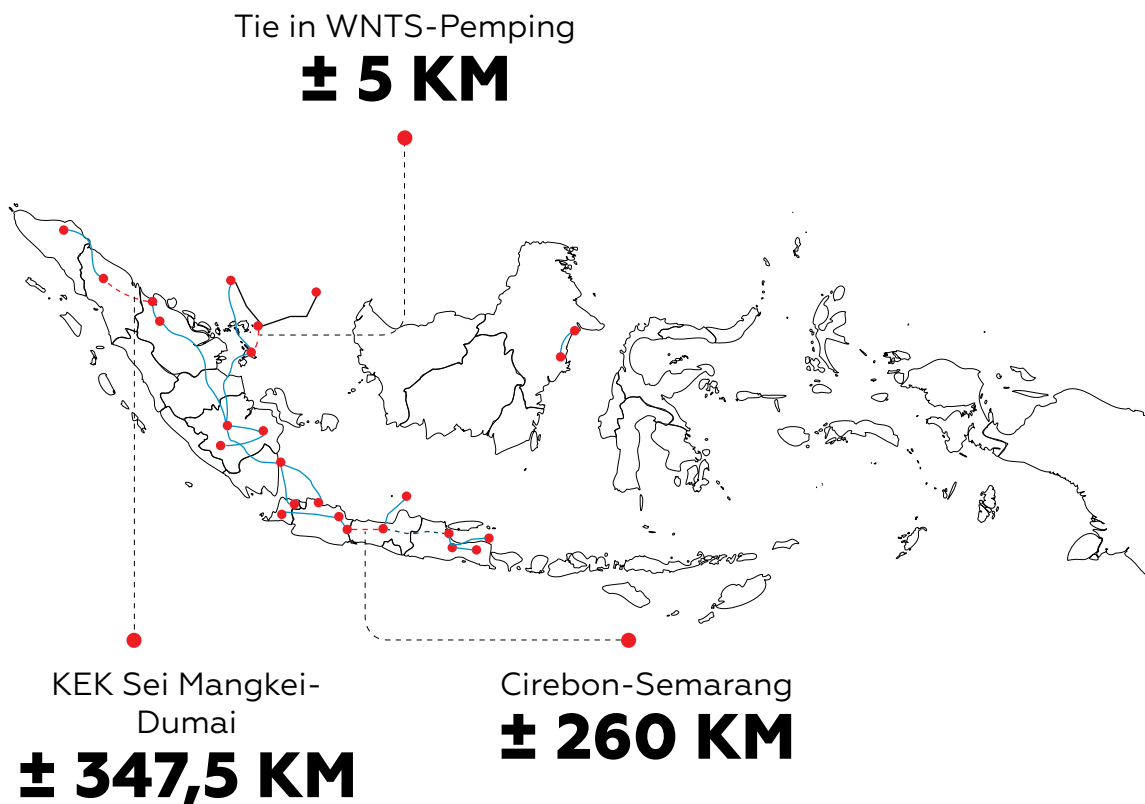 Tie in WNTS-Pemping
± 5 KM
KEK Sei Mangkei-
Dumai
± 347,5 KM
Cirebon-Semarang
± 260 KM